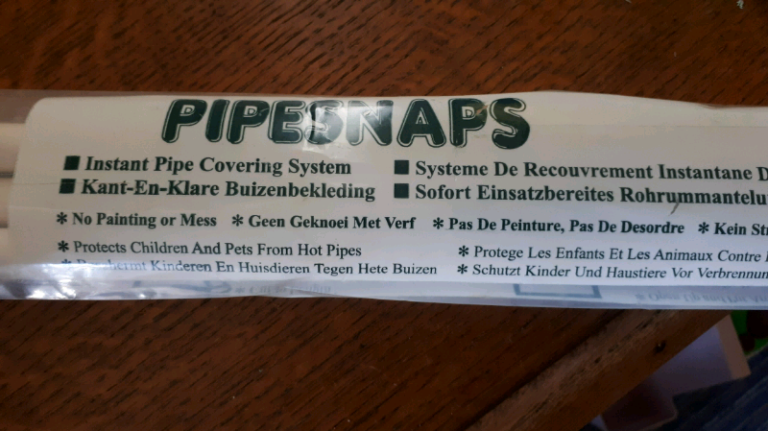 PIPESNAPS
■ Instant Pipe Covering System ■ Systeme De Recouvrement Instantane
■ Kant-En-Klare Buizenbekleding ■ Sofort Einsatzbereites
* No Painting or Mess * Geen Geknoei Met Verf * Pas De Peinture, Pas De Desordre * Kein
* Protects Children And Pets From Hot Pipes * Protege Les Enfants Et Les Animaux Contre
Kinderen En Huisdieren Tegen Hete Buizen * Schutzt Kinder Und Haustiere Vor